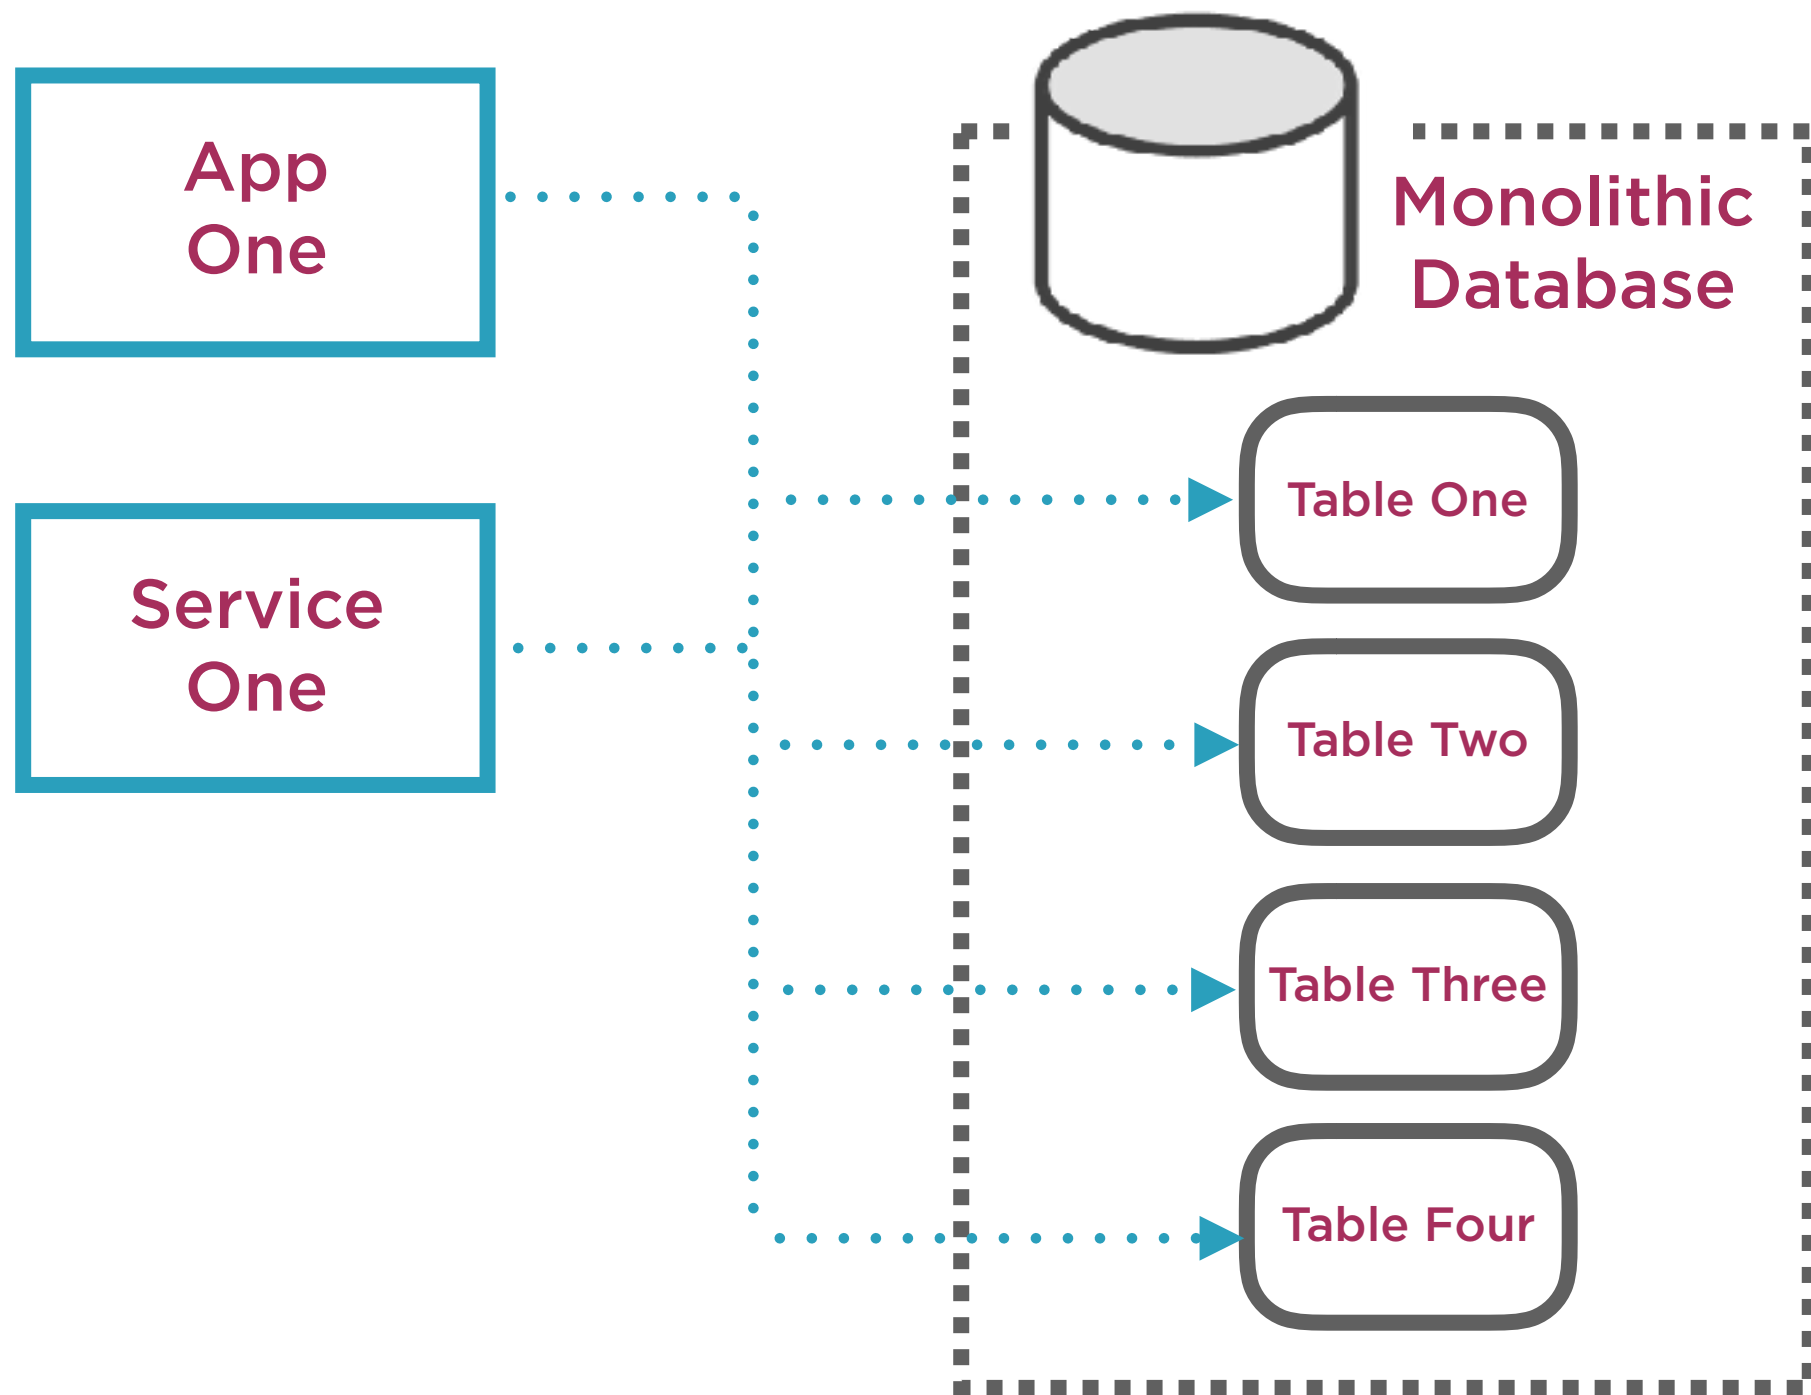 App
One
Monolithic
Database
Table One
Service
One
Table Two
Table Three
Table Four